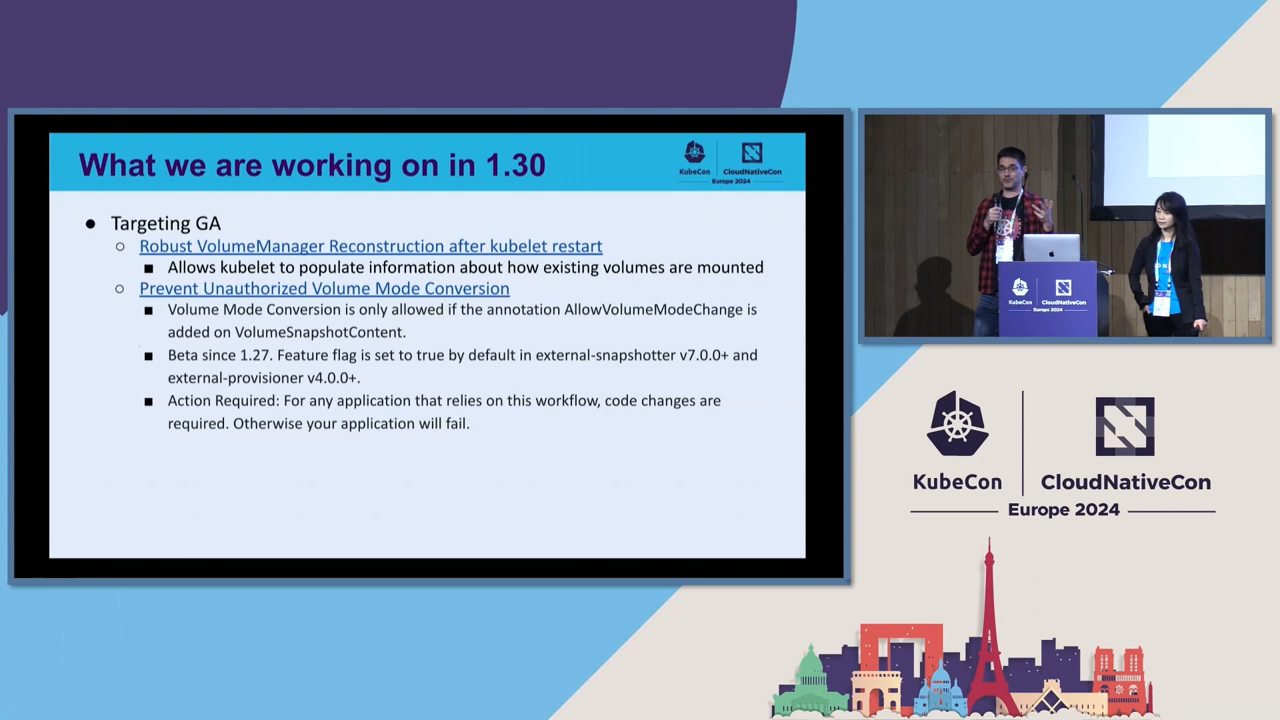 What we are working on in 1.30
KubeCon
CloudNativeCon
Europe 2024
● Targeting GA
○ Robust VolumeManager Reconstruction after kubelet restart
■ Allows kubelet to populate information about how existing volumes are mounted
○ Prevent Unauthorized Volume Mode Conversion
■ Volume Mode Conversion is only allowed if the annotation AllowVolumeModeChange is
added on VolumeSnapshotContent.
■ Beta since 1.27. Feature flag is set to true by default in external-snapshotter v7.0.0+ and
external-provisioner v4.0.0+.
■ Action Required: For any application that relies on this workflow, code changes are
required. Otherwise your application will fail.
KubeCon
CloudNativeCon
Europe 2024
KubeCon
CloudNativeCon
Europe 2024